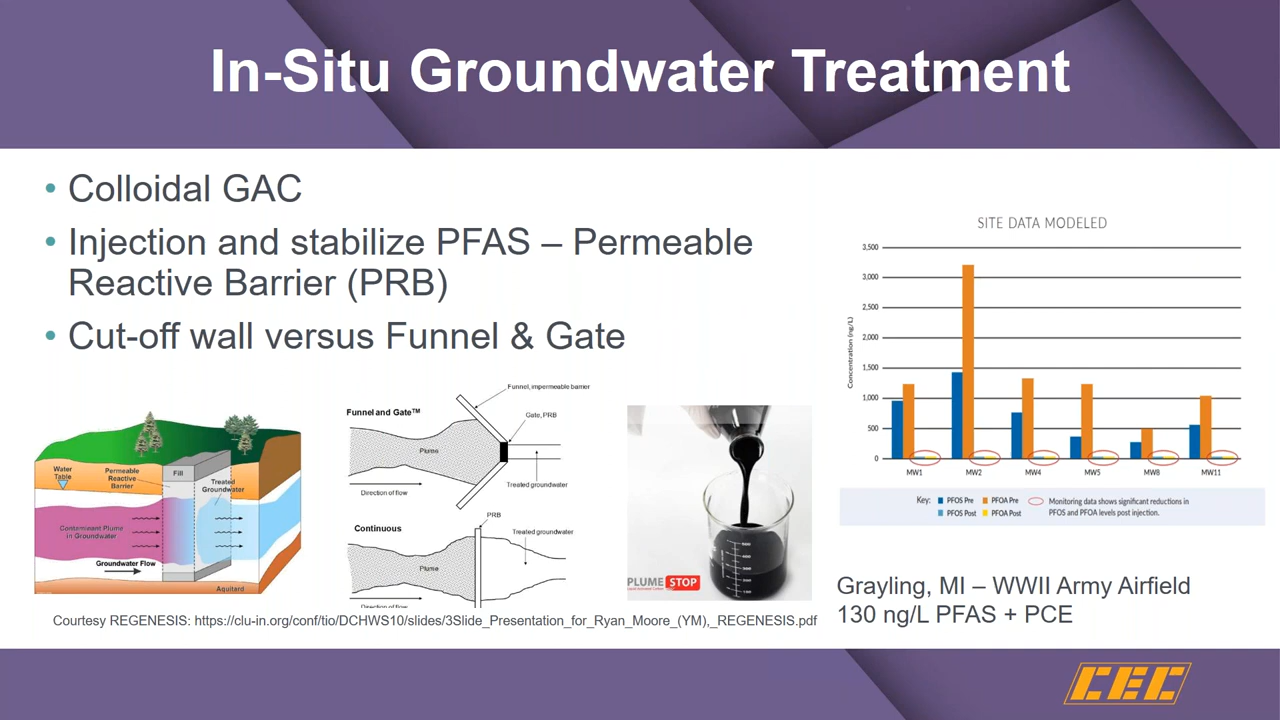 In-Situ Groundwater Treatment
• Colloidal GAC
• Injection and stabilize PFAS – Permeable
Reactive Barrier (PRB)
• Cut-off wall versus Funnel & Gate
Water
Table
Permeable
Reactive
Barrier
Fill
Treated
Groundwater
Contaminant Plume
in Groundwater
Groundwater Flow
Aquitard
Funnel and Gate™
Funnel, impermeable barrier
Gate, PRB
Plume
Treated groundwater
Direction of flow
Continuous
PRB
Treated groundwater
Plume
Direction of flow
PLUME STOP
Courtesy REGENESIS: https://clu-in.org/conf/tio/DCHWS10/slides/3Slide_Presentation_for_Ryan_Moore_(YM),_REGENESIS.pdf
SITE DATA MODELED
Concentration (ng/L)
3,500
3,000
2,500
2,000
1,500
1,000
500
0
MW1 MW2 MW4 MW5 MW8 MW11
Key: PFOS Pre PFOA Pre Monitoring data shows significant reductions in
PFOS Post PFOA Post PFOS and PFOA levels post injection.
Grayling, MI – WWII Army Airfield
130 ng/L PFAS + PCE
CEC